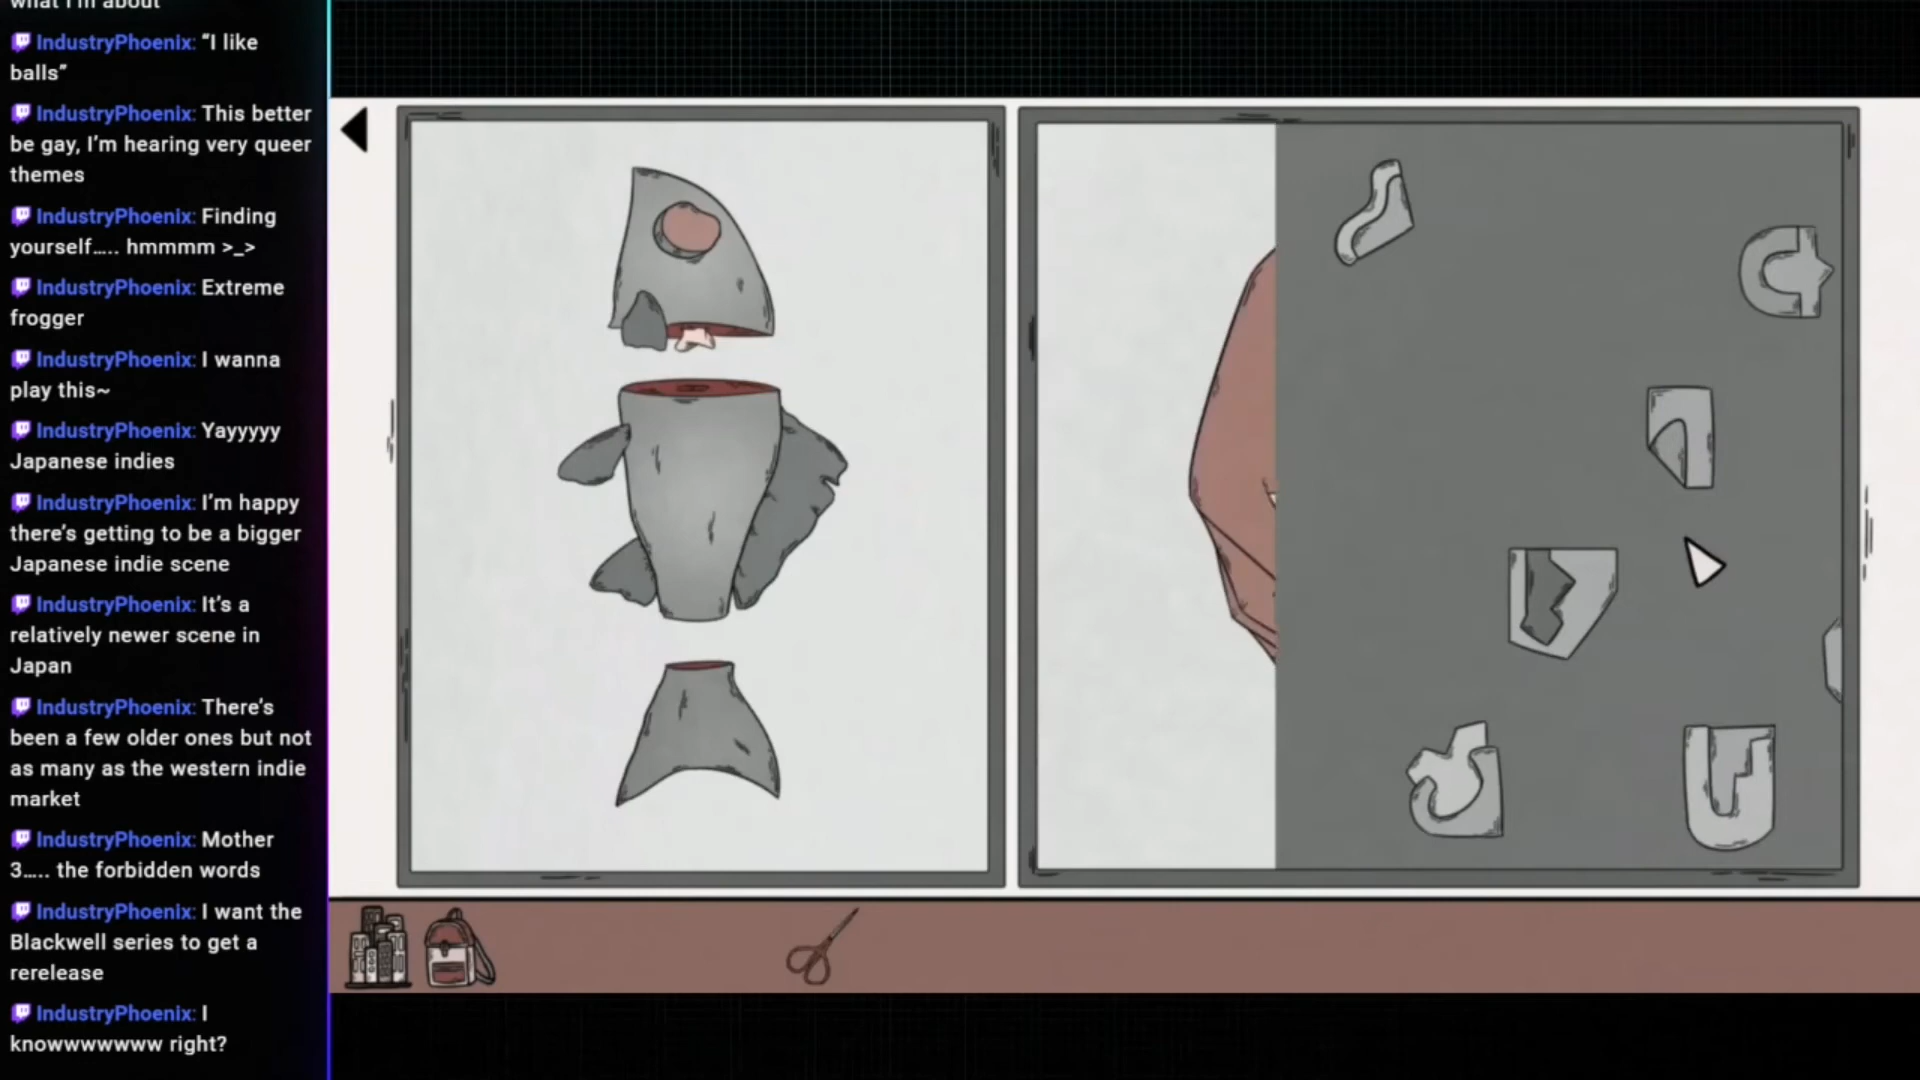 what I'm about
IndustryPhoenix: “I like
balls”
IndustryPhoenix: This better
be gay, I'm hearing very queer
themes
IndustryPhoenix: Finding
yourself..... hmmmm >_>
IndustryPhoenix: Extreme
frogger
IndustryPhoenix: I wanna
play this~
IndustryPhoenix: Yayyyyy
Japanese indies
IndustryPhoenix: I'm happy
there's getting to be a bigger
Japanese indie scene
IndustryPhoenix: It's a
relatively newer scene in
Japan
IndustryPhoenix: There's
been a few older ones but not
as many as the western indie
market
IndustryPhoenix: Mother
3..... the forbidden words
IndustryPhoenix: I want the
Blackwell series to get a
rerelease
IndustryPhoenix: I
knowwwwwww right?